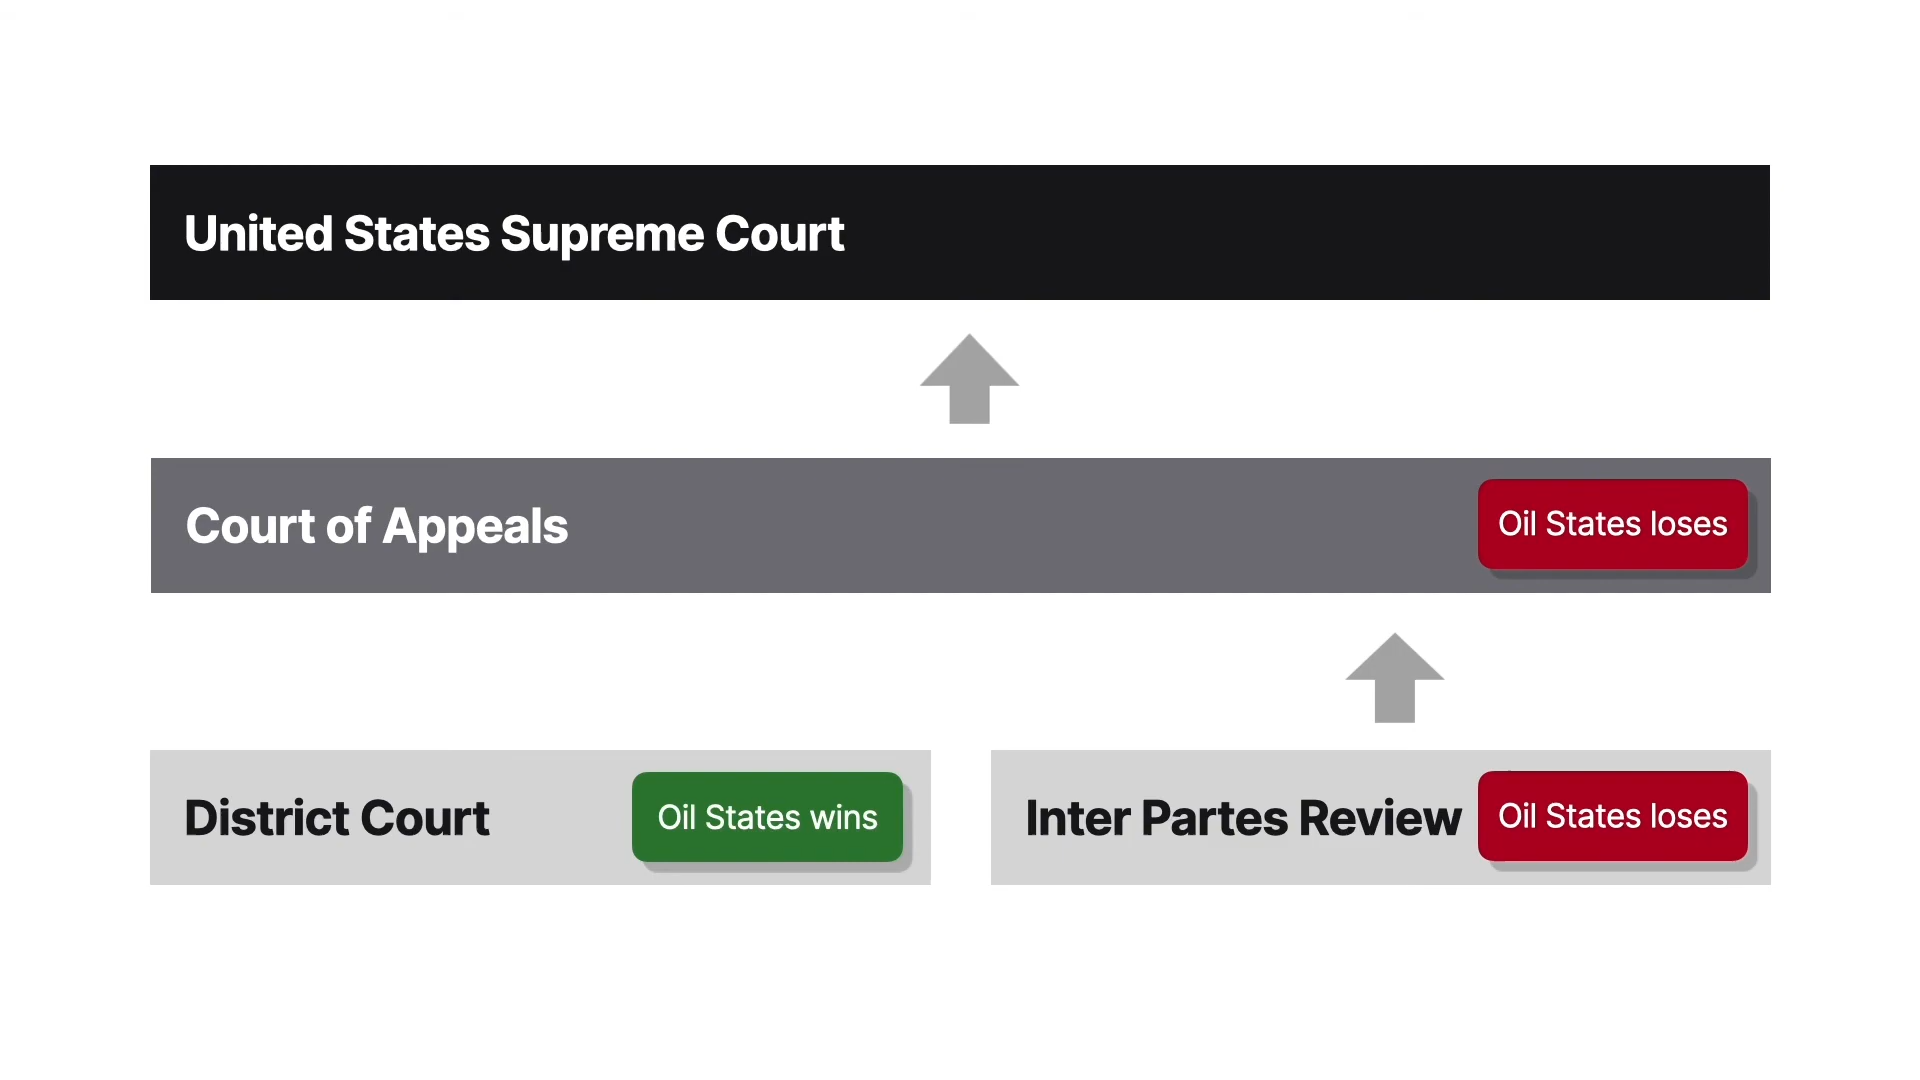 United States Supreme Court
Court of Appeals
Oil States loses
District Court
Oil States wins
Inter Partes Review
Oil States loses